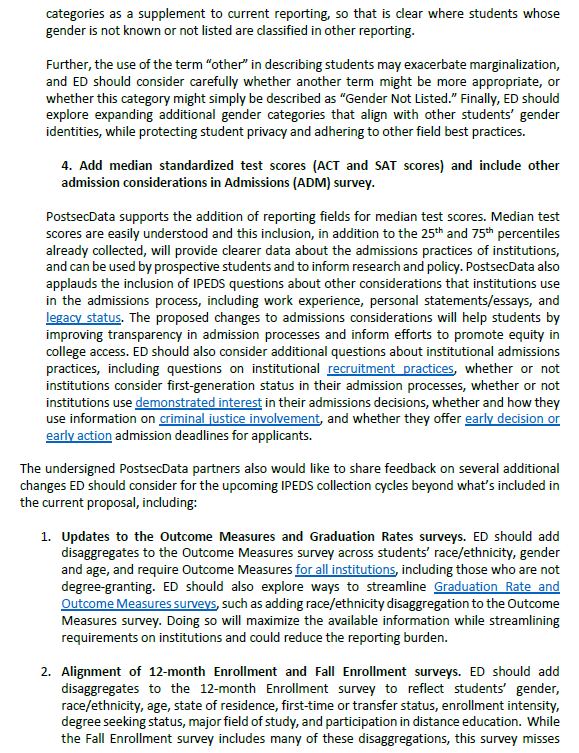 categories as a supplement to current reporting, so that is clear where students whose
gender is not known or not listed are classified in other reporting.
Further, the use of the term “other” in describing students may exacerbate marginalization,
and ED should consider carefully whether another term might be more appropriate, or
whether this category might simply be described as “Gender Not Listed.” Finally, ED should
explore expanding additional gender categories that align with other students’ gender
identities, while protecting student privacy and adhering to other field best practices.
4. Add median standardized test scores (ACT and SAT scores) and include other
admission considerations in Admissions (ADM) survey.
PostsecData supports the addition of reporting fields for median test scores. Median test
scores are easily understood and this inclusion, in addition to the 25th and 75th percentiles
already collected, will provide clearer data about the admissions practices of institutions,
and can be used by prospective students and to inform research and policy. PostsecData also
applauds the inclusion of IPEDS questions about other considerations that institutions use
in the admissions process, including work experience, personal statements/essays, and
legacy status. The proposed changes to admissions considerations will help students by
improving transparency in admission processes and inform efforts to promote equity in
college access. ED should also consider additional questions about institutional admissions
practices, including questions on institutional recruitment practices, whether or not
institutions consider first-generation status in their admission processes, whether or not
institutions use demonstrated interest in their admissions decisions, whether and how they
use information on criminal justice involvement, and whether they offer early decision or
early action admission deadlines for applicants.
The undersigned PostsecData partners also would like to share feedback on several additional
changes ED should consider for the upcoming IPEDS collection cycles beyond what’s included in
the current proposal, including:
1. Updates to the Outcome Measures and Graduation Rates surveys. ED should add
disaggregates to the Outcome Measures survey across students’ race/ethnicity, gender
and age, and require Outcome Measures for all institutions, including those who are not
degree-granting. ED should also explore ways to streamline Graduation Rate and
Outcome Measures surveys, such as adding race/ethnicity disaggregation to the Outcome
Measures survey. Doing so will maximize the available information while streamlining
requirements on institutions and could reduce the reporting burden.
2. Alignment of 12-month Enrollment and Fall Enrollment surveys. ED should add
disaggregates to the 12-month Enrollment survey to reflect students’ gender,
race/ethnicity, age, state of residence, first-time or transfer status, enrollment intensity,
degree seeking status, major field of study, and participation in distance education. While
the Fall Enrollment survey includes many of these disaggregations, this survey misses